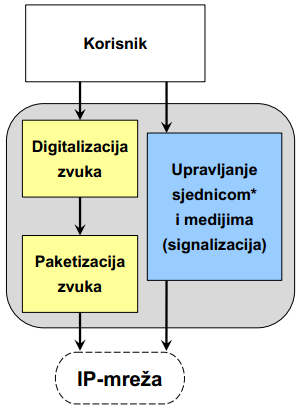 Korisnik
Digitalizacija
zvuka
Upravljanje
sjednicom*
i medijima
(signalizacija)
Paketizacija
zvuka
IP-mreža